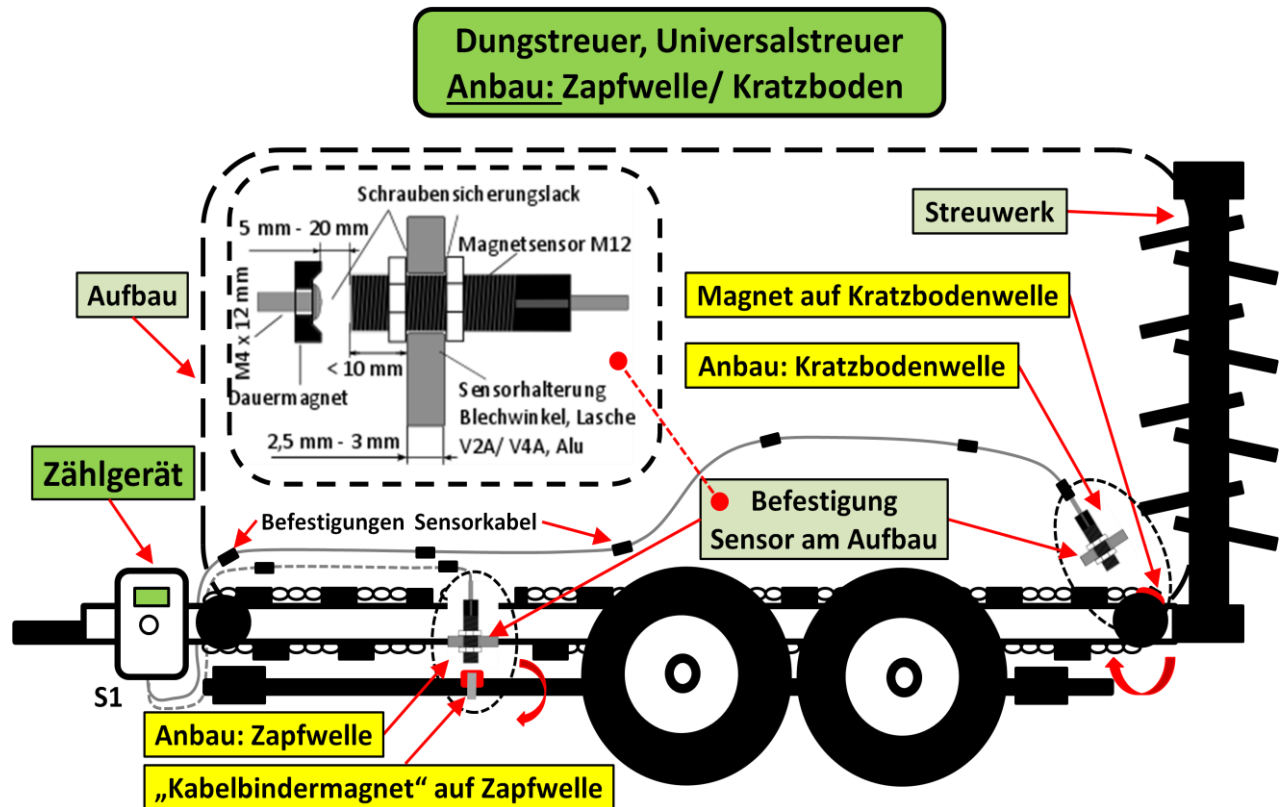 Dungstreuer, Universalstreuer
Anbau: Zapfwelle/ Kratzboden
Schraubensicherungslack
5 mm - 20 mm
Magnetsensor M12
M4 x 12 mm
< 10 mm
Dauermagnet
Sensorhalterung
Blechwinkel, Lasche
V2A/ V4A, Alu
2,5 mm - 3 mm
Aufbau
Streuwerk
Magnet auf Kratzbodenwelle
Anbau: Kratzbodenwelle
Zählgerät
Befestigungen Sensorkabel
Befestigung
Sensor am Aufbau
S1
Anbau: Zapfwelle
„Kabelbindermagnet“ auf Zapfwelle